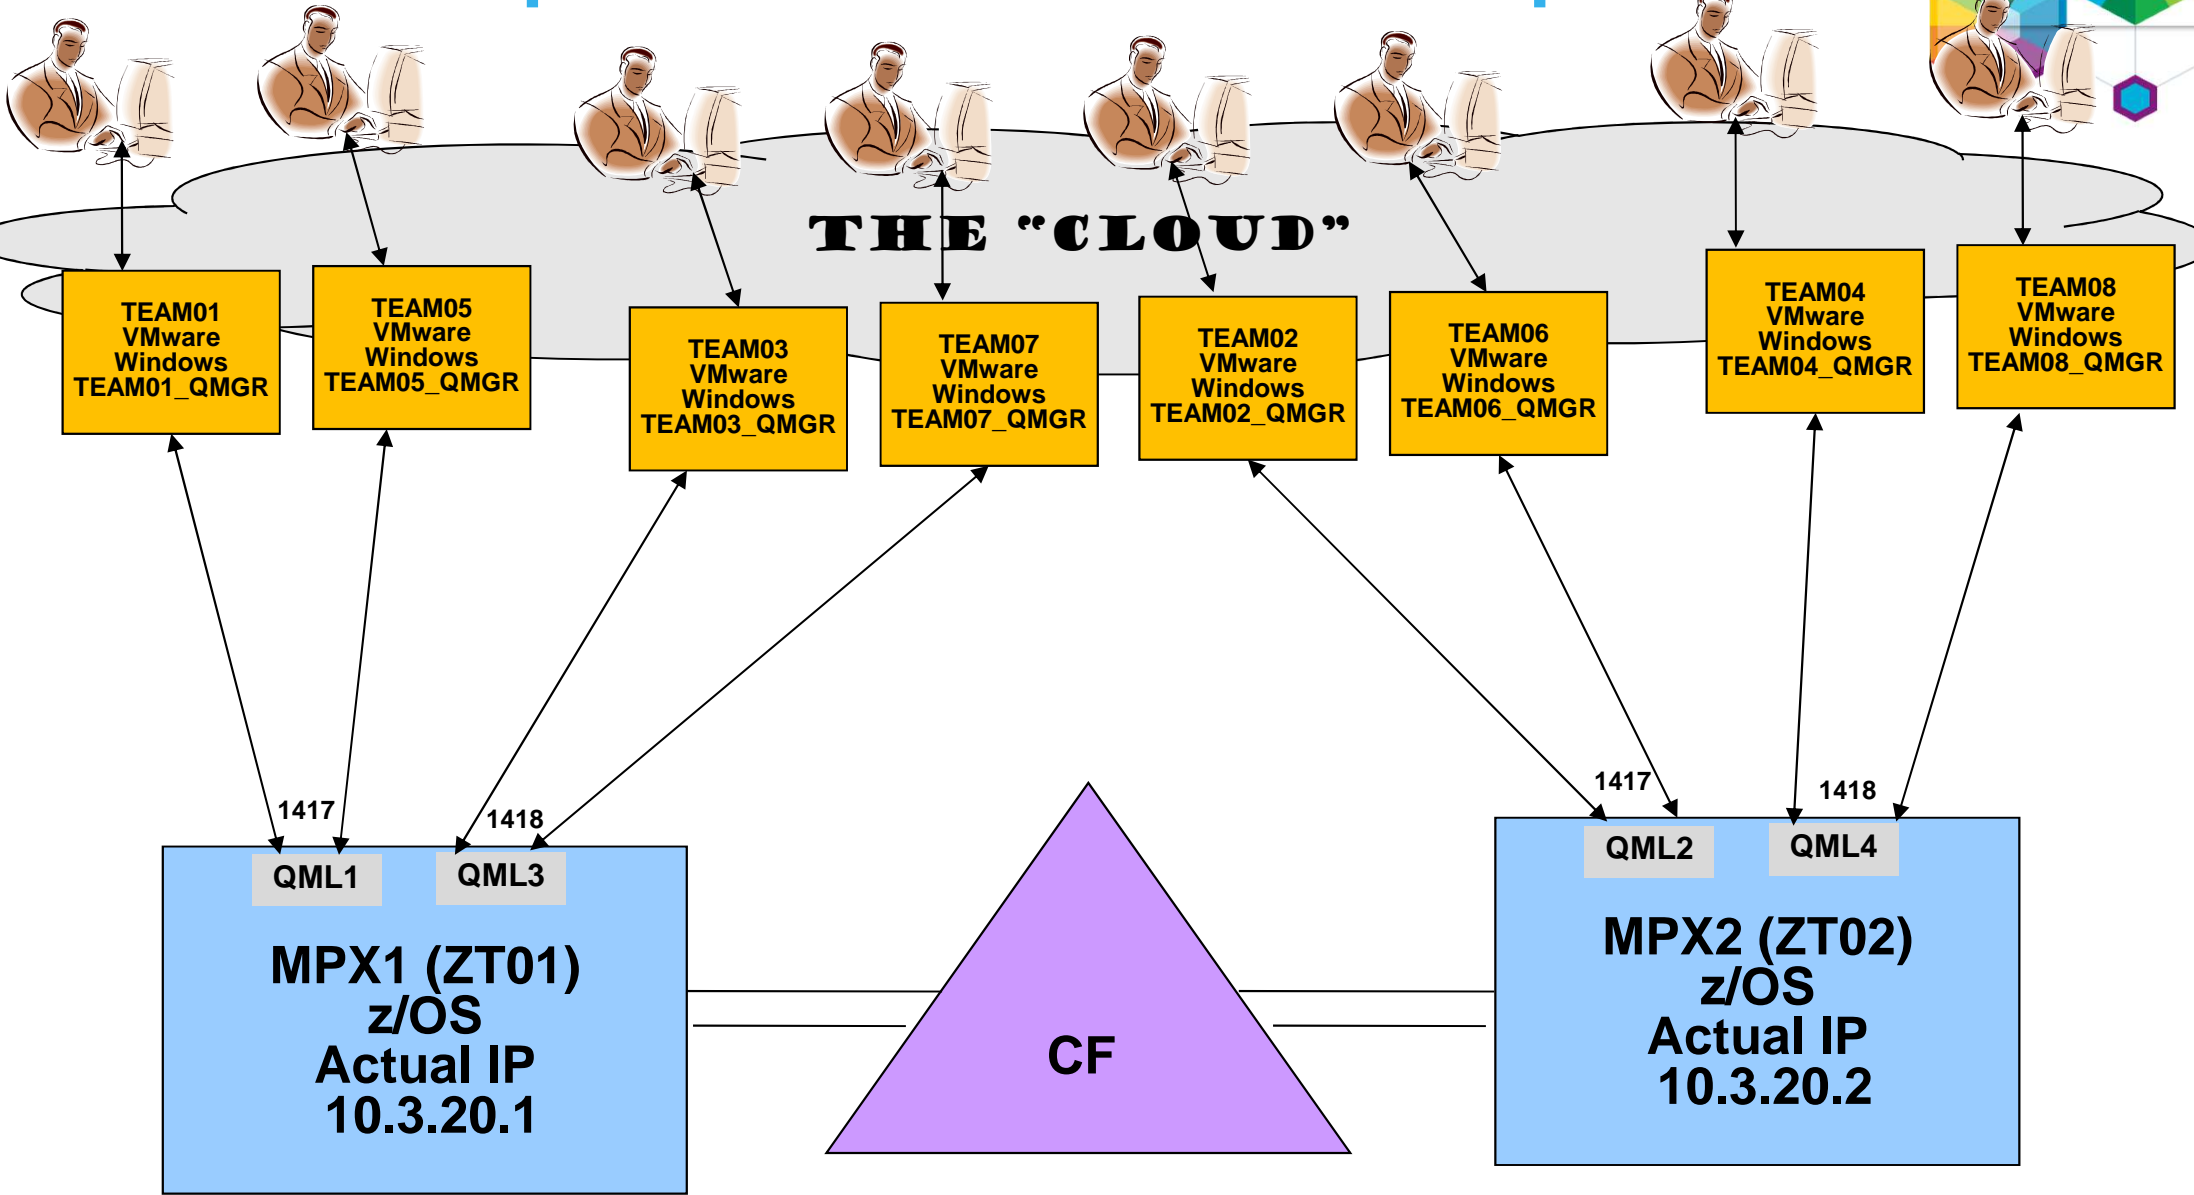 THE “CLOUD”
TEAM01
VMware
Windows
TEAM01_QMGR
TEAM05
VMware
Windows
TEAM05_QMGR
TEAM03
VMware
Windows
TEAM03_QMGR
TEAM07
VMware
Windows
TEAM07_QMGR
TEAM02
VMware
Windows
TEAM02_QMGR
TEAM06
VMware
Windows
TEAM06_QMGR
TEAM04
VMware
Windows
TEAM04_QMGR
TEAM08
VMware
Windows
TEAM08_QMGR
1417
1418
1417
1418
QML1
QML3
MPX1 (ZT01)
z/OS
Actual IP
10.3.20.1
CF
QML2
QML4
MPX2 (ZT02)
z/OS
Actual IP
10.3.20.2